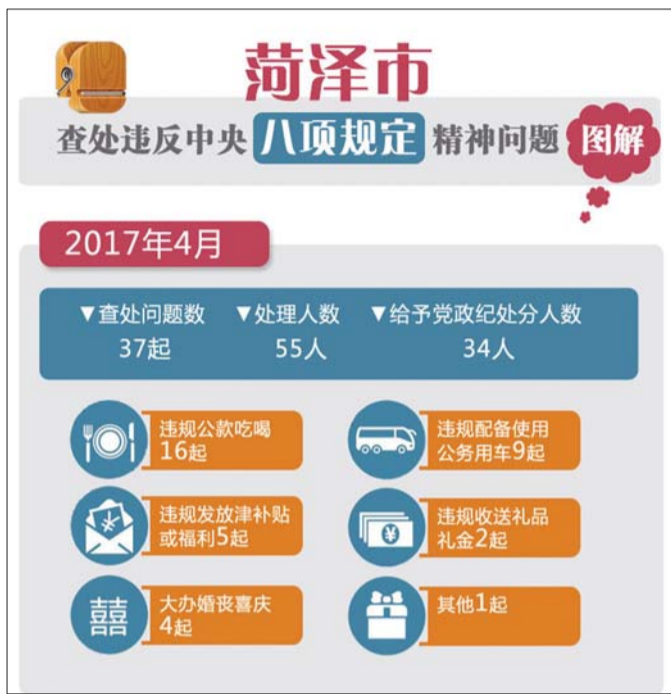 菏泽市
查处违反中央八项规定精神问题 图解
2017年4月
▼查处问题数 ▼处理人数 ▼给予党政纪处分人数
37起 55人 34人
违规公款吃喝
16起
违规配备使用
公务用车9起
违规发放津补贴
或福利5起
违规收送礼品
礼金2起
囍
大办婚丧喜庆
4起
其他1起